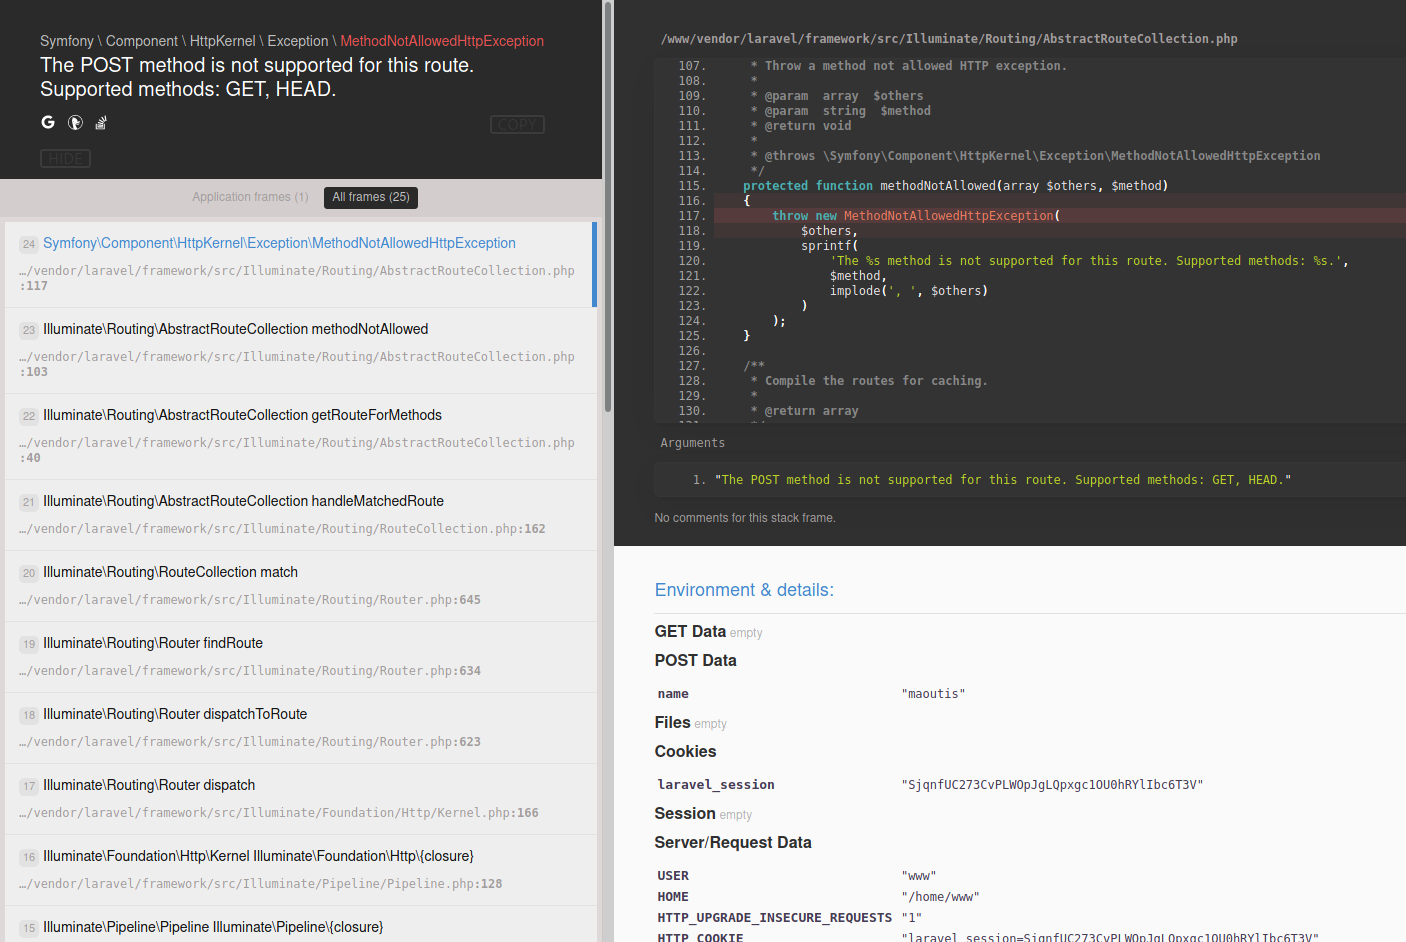 Symfony \ Component \ HttpKernel \ Exception \ MethodNotAllowedHttpException
The POST method is not supported for this route.
Supported methods: GET, HEAD.
COPY
HIDE
Application frames (1)
All frames (25)
24 Symfony\Component\HttpKernel\Exception\MethodNotAllowedHttpException
…/vendor/laravel/framework/src/Illuminate/Routing/AbstractRouteCollection.php
:117
23 Illuminate\Routing\AbstractRouteCollection methodNotAllowed
…/vendor/laravel/framework/src/Illuminate/Routing/AbstractRouteCollection.php
:103
22 Illuminate\Routing\AbstractRouteCollection getRouteForMethods
…/vendor/laravel/framework/src/Illuminate/Routing/AbstractRouteCollection.php
:40
21 Illuminate\Routing\AbstractRouteCollection handleMatchedRoute
…/vendor/laravel/framework/src/Illuminate/Routing/RouteCollection.php:162
20 Illuminate\Routing\RouteCollection match
…/vendor/laravel/framework/src/Illuminate/Routing/Router.php:645
19 Illuminate\Routing\Router findRoute
…/vendor/laravel/framework/src/Illuminate/Routing/Router.php:634
18 Illuminate\Routing\Router dispatchToRoute
…/vendor/laravel/framework/src/Illuminate/Routing/Router.php:623
17 Illuminate\Routing\Router dispatch
…/vendor/laravel/framework/src/Illuminate/Foundation/Http/Kernel.php:166
16 Illuminate\Foundation\Http\Kernel Illuminate\Foundation\Http\{closure}
…/vendor/laravel/framework/src/Illuminate/Pipeline/Pipeline.php:128
15 Illuminate\Pipeline\Pipeline Illuminate\Pipeline\{closure}
/www/vendor/laravel/framework/src/Illuminate/Routing/AbstractRouteCollection.php
107.      * Throw a method not allowed HTTP exception.
108.      *
109.      * @param  array  $others
110.      * @param  string  $method
111.      * @return void
112.      *
113.      * @throws \Symfony\Component\HttpKernel\Exception\MethodNotAllowedHttpException
114.      */
115.     protected function methodNotAllowed(array $others, $method)
116.     {
117.         throw new MethodNotAllowedHttpException(
118.             $others,
119.             sprintf(
120.                 'The %s method is not supported for this route. Supported methods: %s.',
121.                 $method,
122.                 implode(', ', $others)
123.             )
124.         );
125.     }
126.
127.     /**
128.      * Compile the routes for caching.
129.      *
130.      * @return array
Arguments
1. "The POST method is not supported for this route. Supported methods: GET, HEAD."
No comments for this stack frame.
Environment & details:
GET Data empty
POST Data
name "maoutis"
Files empty
Cookies
laravel_session "SjqnfUC273CvPLWOpJgLQpxgc1OU0hRYlIbc6T3V"
Session empty
Server/Request Data
USER "www"
HOME "/home/www"
HTTP_UPGRADE_INSECURE_REQUESTS "1"
HTTP_COOKIE "laravel_session=SjqnfUC273CvPLWOpJgLQpxgc1OU0hRYlIbc6T3V"